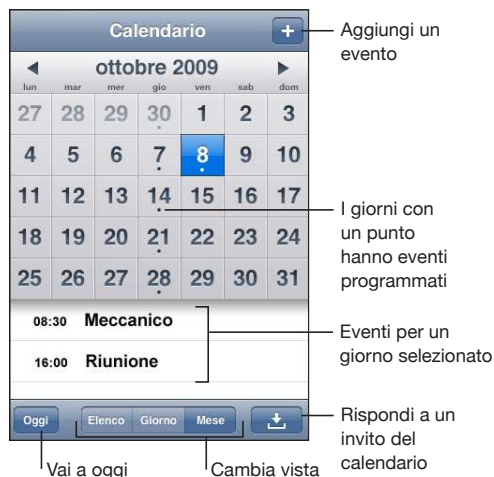 Calendario
+
Aggiungi un
evento
ottobre 2009
lun mar mer gio ven sab dom
27 28 29 30 1 2 3
4 5 6 7 8 9 10
11 12 13 14 15 16 17
18 19 20 21 22 23 24
25 26 27 28 29 30 31
I giorni con
un punto
hanno eventi
programmati
08:30 Meccanico
16:00 Riunione
Eventi per un
giorno selezionato
Oggi Elenco Giorno Mese
Rispondi a un
invito del
calendario
Vai a oggi
Cambia vista